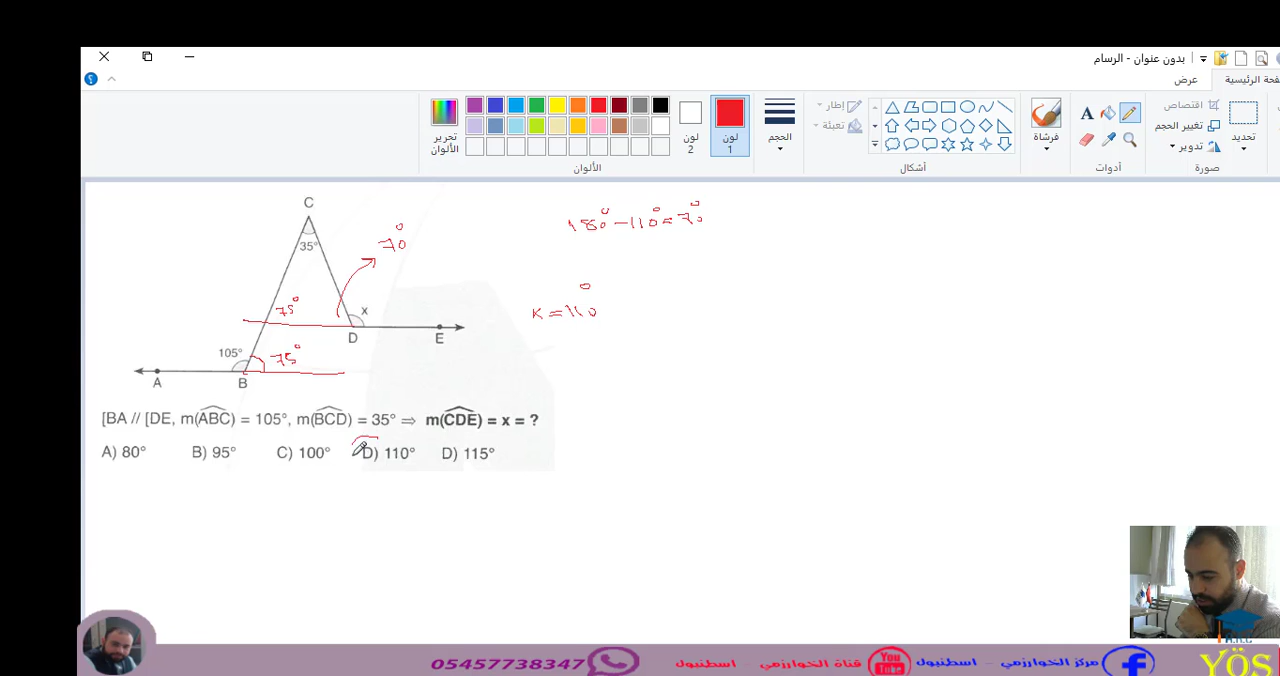 بدون عنوان - الرسام
عرض
الصفحة الرئيسية
اقتصاص
تغيير الحجم
تدوير
تحديد
صورة
A
أدوات
فرشاة
إطار
تعبئة
أشكال
الحجم
لون
1
لون
2
تحرير
الألوان
الألوان
C
35°
70°
180° - 110° = 70°
75°
x
x = 110°
D
E
105°
75°
A
B
[BA // [DE, m(ABC) = 105°, m(BCD) = 35° ⇒ m(CDE) = x = ?
A) 80° B) 95° C) 100° D) 110° D) 115°
05457738347
قناة الخوارزمي - اسطنبول
You
Tube
مركز الخوارزمي - اسطنبول
f
YÖS